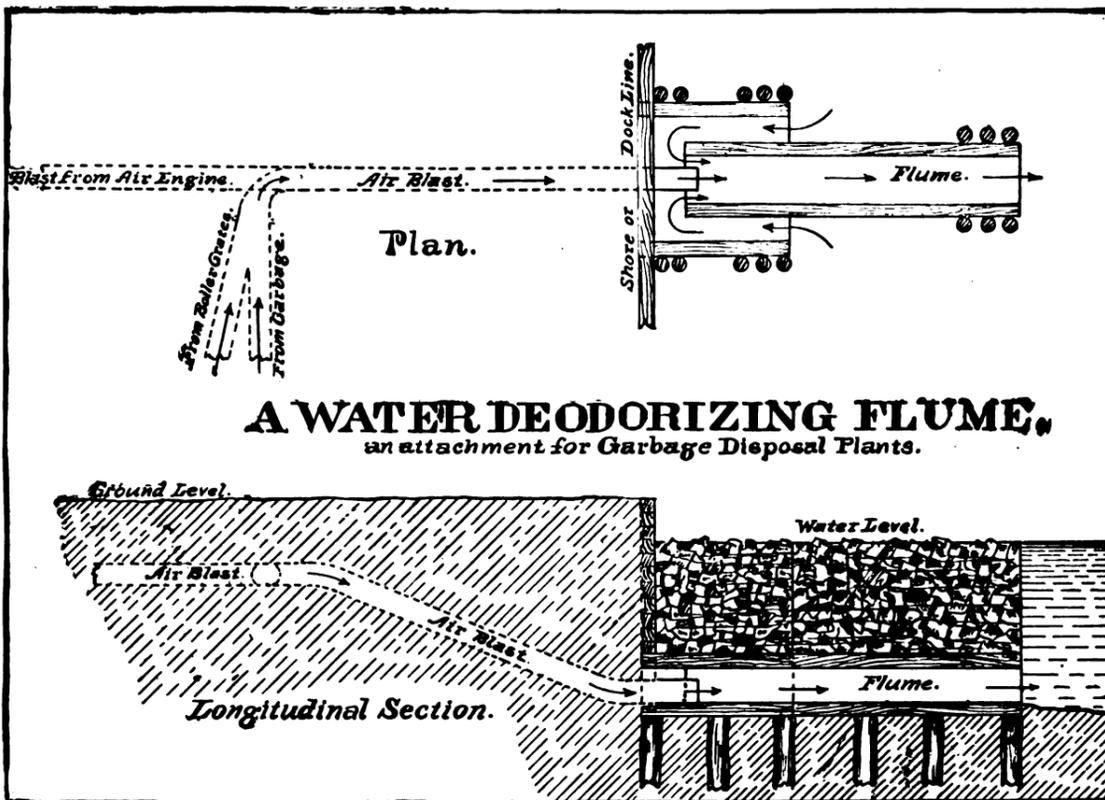 Shore or Dock Line.
Blast from Air Engine.
Air Blast.
Flume.
Plan.
From Boiler Grates.
From Garbage.
A WATER DEODORIZING FLUME.
an attachment for Garbage Disposal Plants.
Ground Level.
Water Level.
Air Blast.
Air Blast.
Flume.
Longitudinal Section.